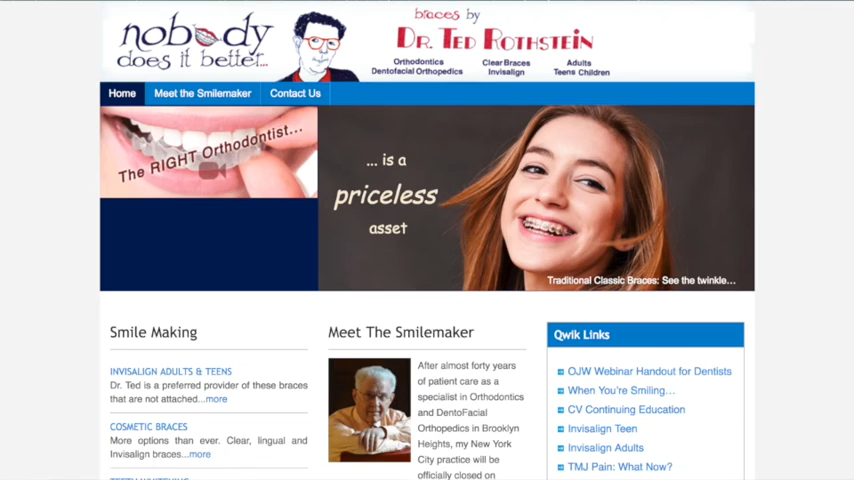 nobody
does it better...
braces by
DR. TED ROTHSTEIN
Orthodontics
Dentofacial Orthopedics
Clear Braces
Invisalign
Adults
Teens Children
Home
Meet the Smilemaker
Contact Us
The RIGHT Orthodontist...
... is a
priceless
asset
Traditional Classic Braces: See the twinkle...
Smile Making
INVISALIGN ADULTS & TEENS
Dr. Ted is a preferred provider of these braces
that are not attached...more
COSMETIC BRACES
More options than ever. Clear, lingual and
Invisalign braces...more
Meet The Smilemaker
After almost forty years
of patient care as a
specialist in Orthodontics
and DentoFacial
Orthopedics in Brooklyn
Heights, my New York
City practice will be
officially closed on
Qwik Links
OJW Webinar Handout for Dentists
When You're Smiling...
CV Continuing Education
Invisalign Teen
Invisalign Adults
TMJ Pain: What Now?